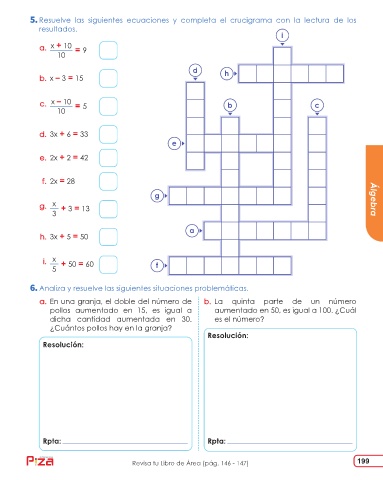 5. Resuelve las siguientes ecuaciones y completa el crucigrama con la lectura de los
resultados.
a. x + 10 / 10 = 9
b. x – 3 = 15
c. x – 10 / 10 = 5
d. 3x + 6 = 33
e. 2x + 2 = 42
f. 2x = 28
g. x / 3 + 3 = 13
h. 3x + 5 = 50
i. x / 5 + 50 = 60
i
d
h
b
c
e
g
a
f
Álgebra
6. Analiza y resuelve las siguientes situaciones problemáticas.
a. En una granja, el doble del número de
pollos aumentado en 15, es igual a
dicha cantidad aumentada en 30,
¿Cuántos pollos hay en la granja?
Resolución:
Rpta:
b. La quinta parte de un número
aumentado en 50, es igual a 100. ¿Cuál
es el número?
Resolución:
Rpta:
Revisa tu Libro de Área (pág. 146 - 147)
199